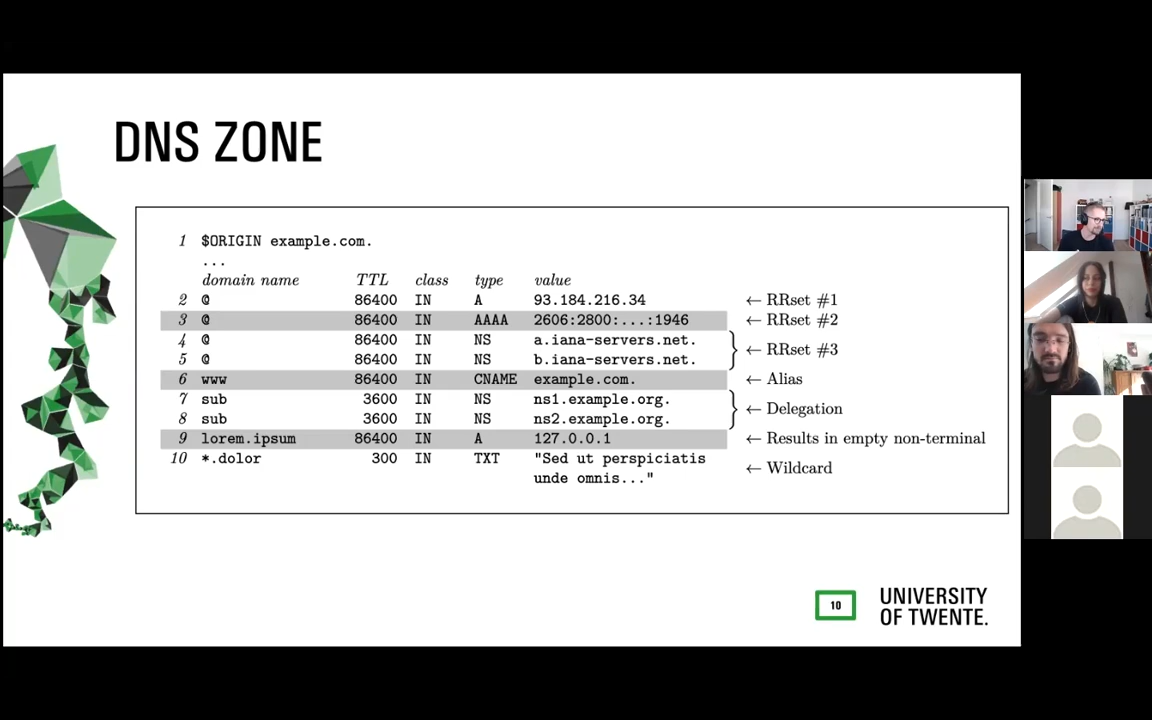 DNS ZONE
1 $ORIGIN example.com.
...
domain name TTL class type value
2 @ 86400 IN A 93.184.216.34 ← RRset #1
3 @ 86400 IN AAAA 2606:2800:...:1946 ← RRset #2
4 @ 86400 IN NS a.iana-servers.net.
5 @ 86400 IN NS b.iana-servers.net.
← RRset #3
6 www 86400 IN CNAME example.com. ← Alias
7 sub 3600 IN NS ns1.example.org.
8 sub 3600 IN NS ns2.example.org.
← Delegation
9 lorem.ipsum 86400 IN A 127.0.0.1 ← Results in empty non-terminal
10 *.dolor 300 IN TXT "Sed ut perspiciatis
unde omnis..."
← Wildcard
10
UNIVERSITY
OF TWENTE.